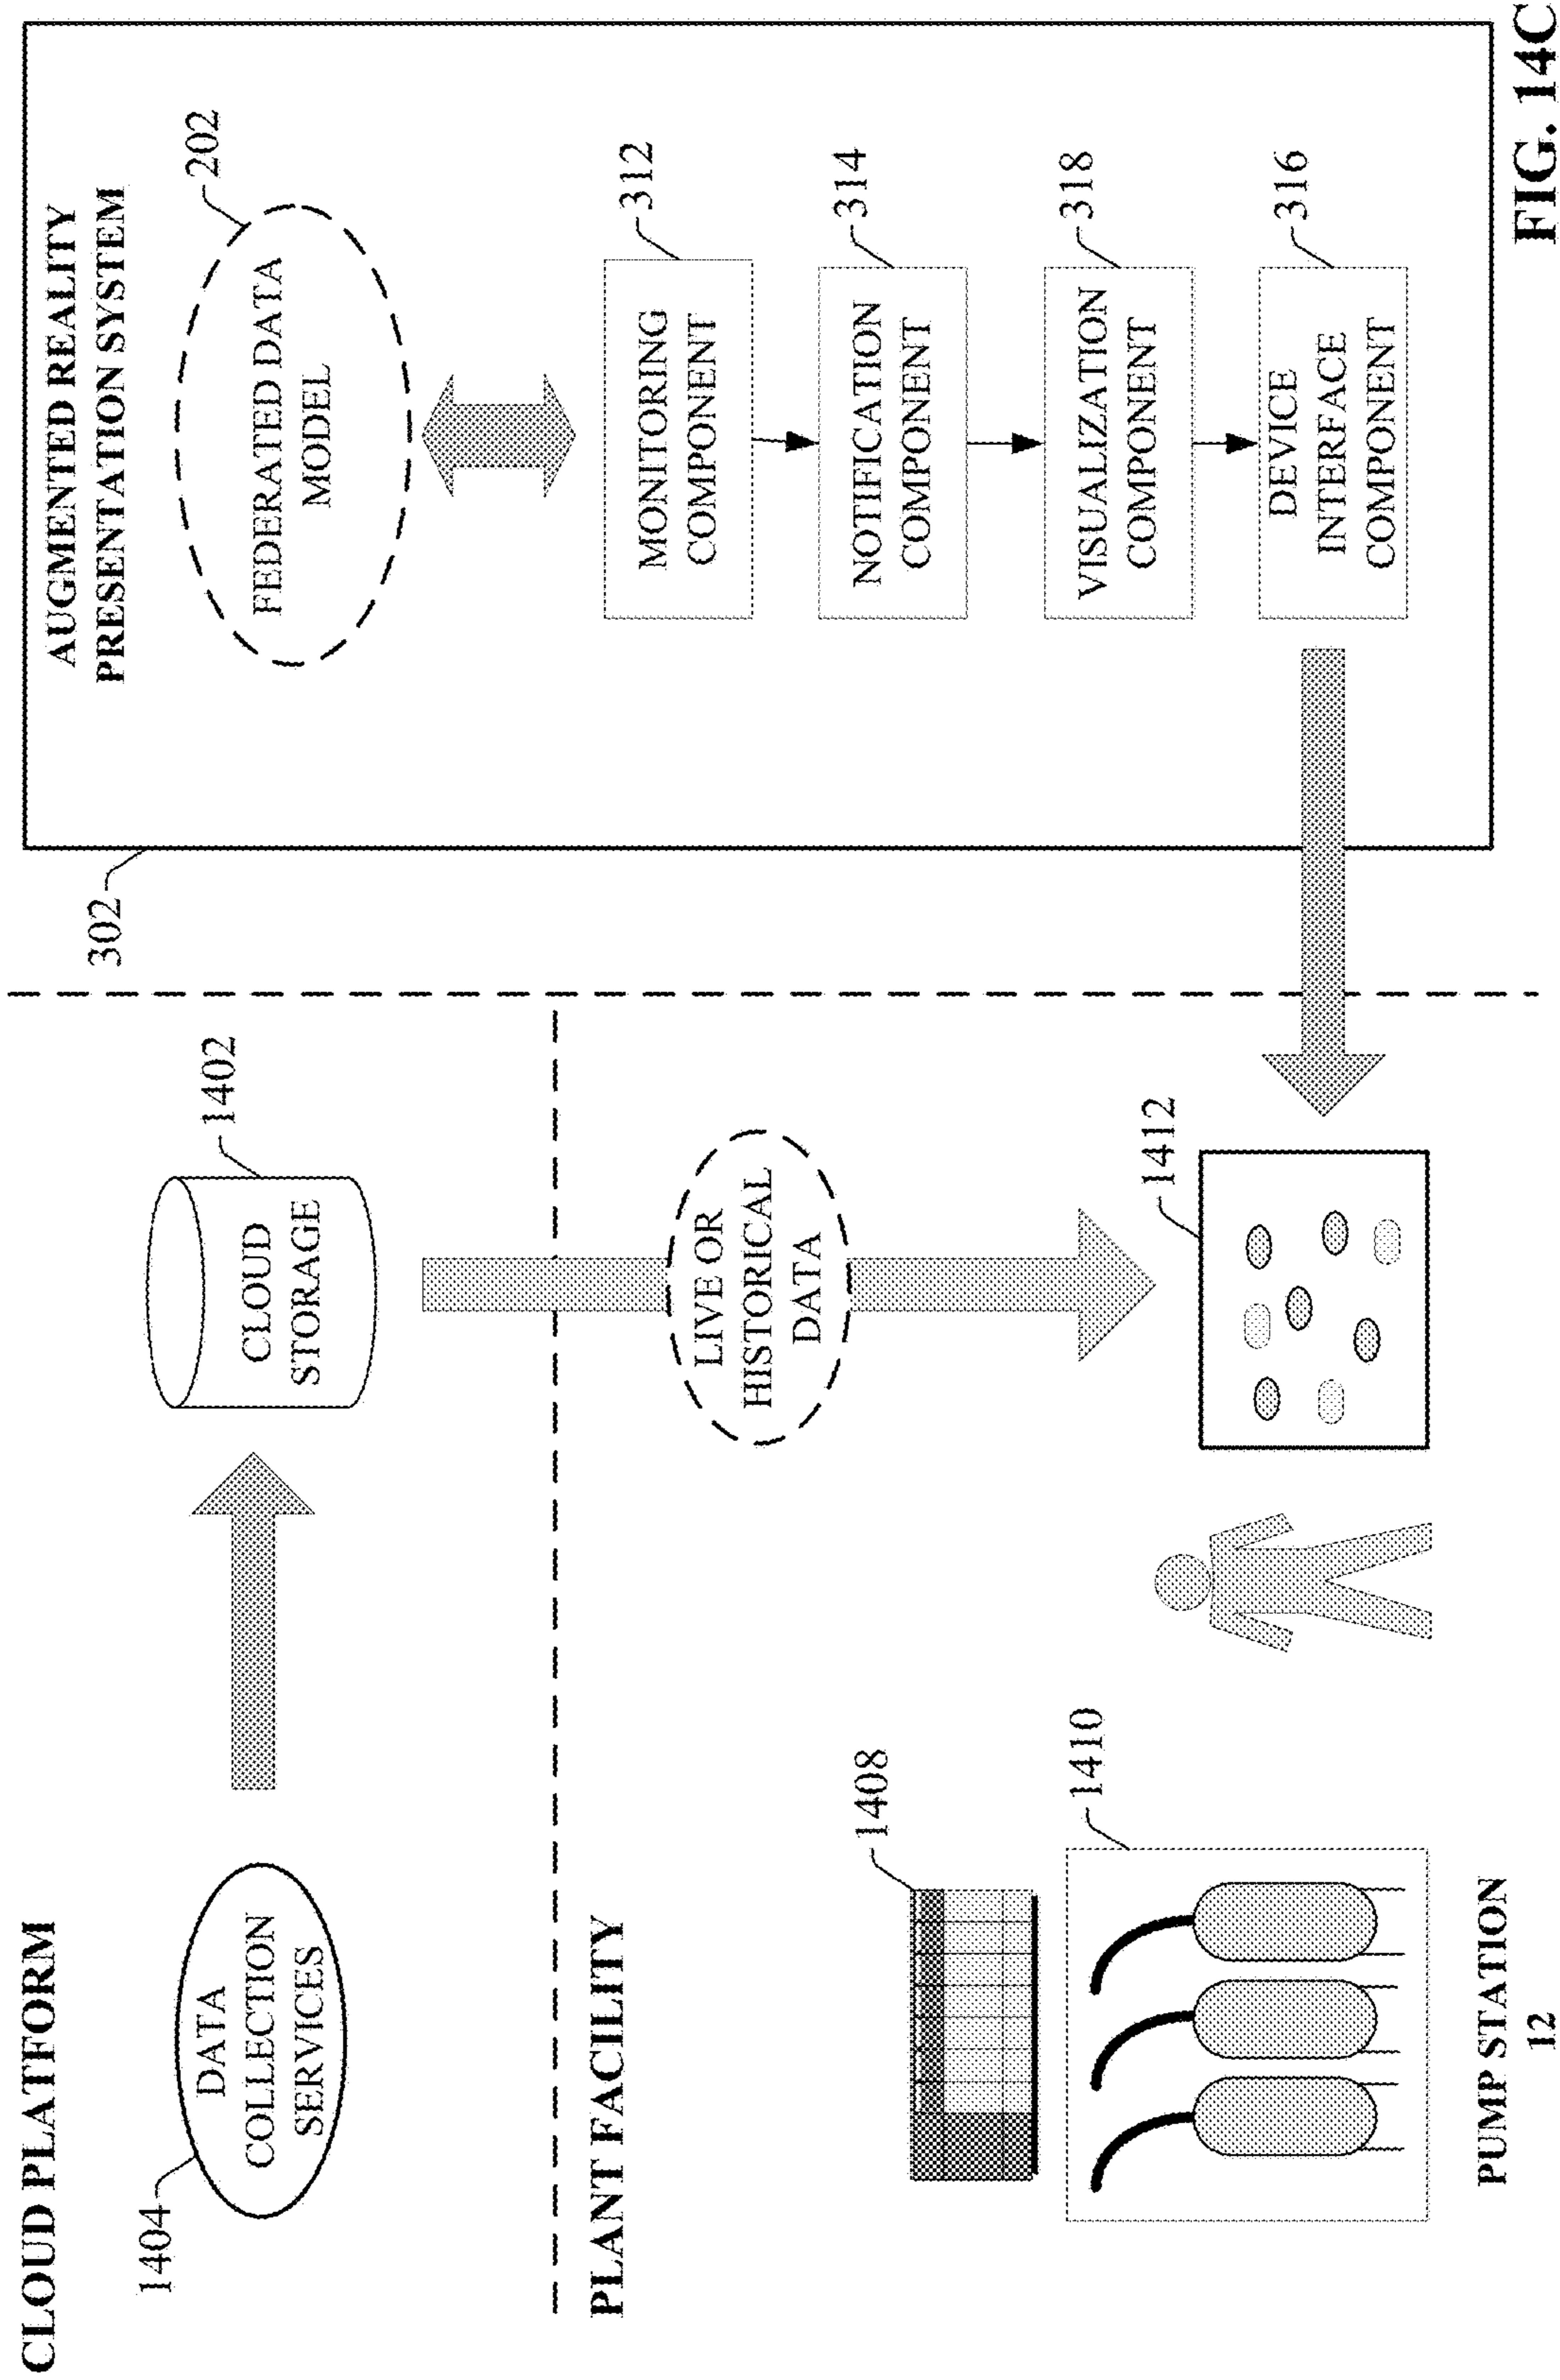 CLOUD PLATFORM
1404
DATA
COLLECTION
SERVICES
1402
CLOUD
STORAGE
PLANT FACILITY
LIVE OR
HISTORICAL
DATA
1408
1410
1412
PUMP STATION
12
302
AUGMENTED REALITY
PRESENTATION SYSTEM
202
FEDERATED DATA
MODEL
312
MONITORING
COMPONENT
314
NOTIFICATION
COMPONENT
318
VISUALIZATION
COMPONENT
316
DEVICE
INTERFACE
COMPONENT
FIG. 14C